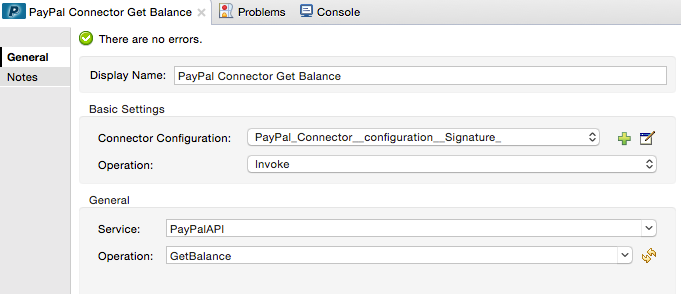 PayPal Connector Get Balance Problems Console
There are no errors.
General
Notes
Display Name: PayPal Connector Get Balance
Basic Settings
Connector Configuration: PayPal_Connector__configuration__Signature_
Operation: Invoke
General
Service: PayPalAPI
Operation: GetBalance